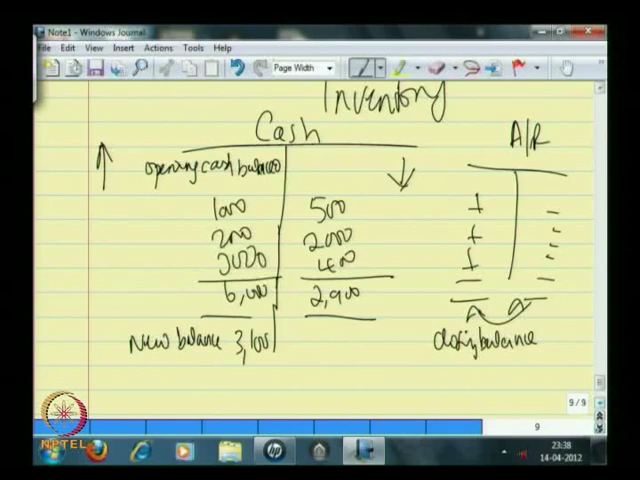 Note1 - Windows Journal
File Edit View Insert Actions Tools Help
Page Width
Inventory
Cash
A/R
opening cash balance
1000 500
2000 2000
3000 400
6,000 2,900
New balance 3,100
closing balance
9/9
9
NPTEL
23:38
14-04-2012